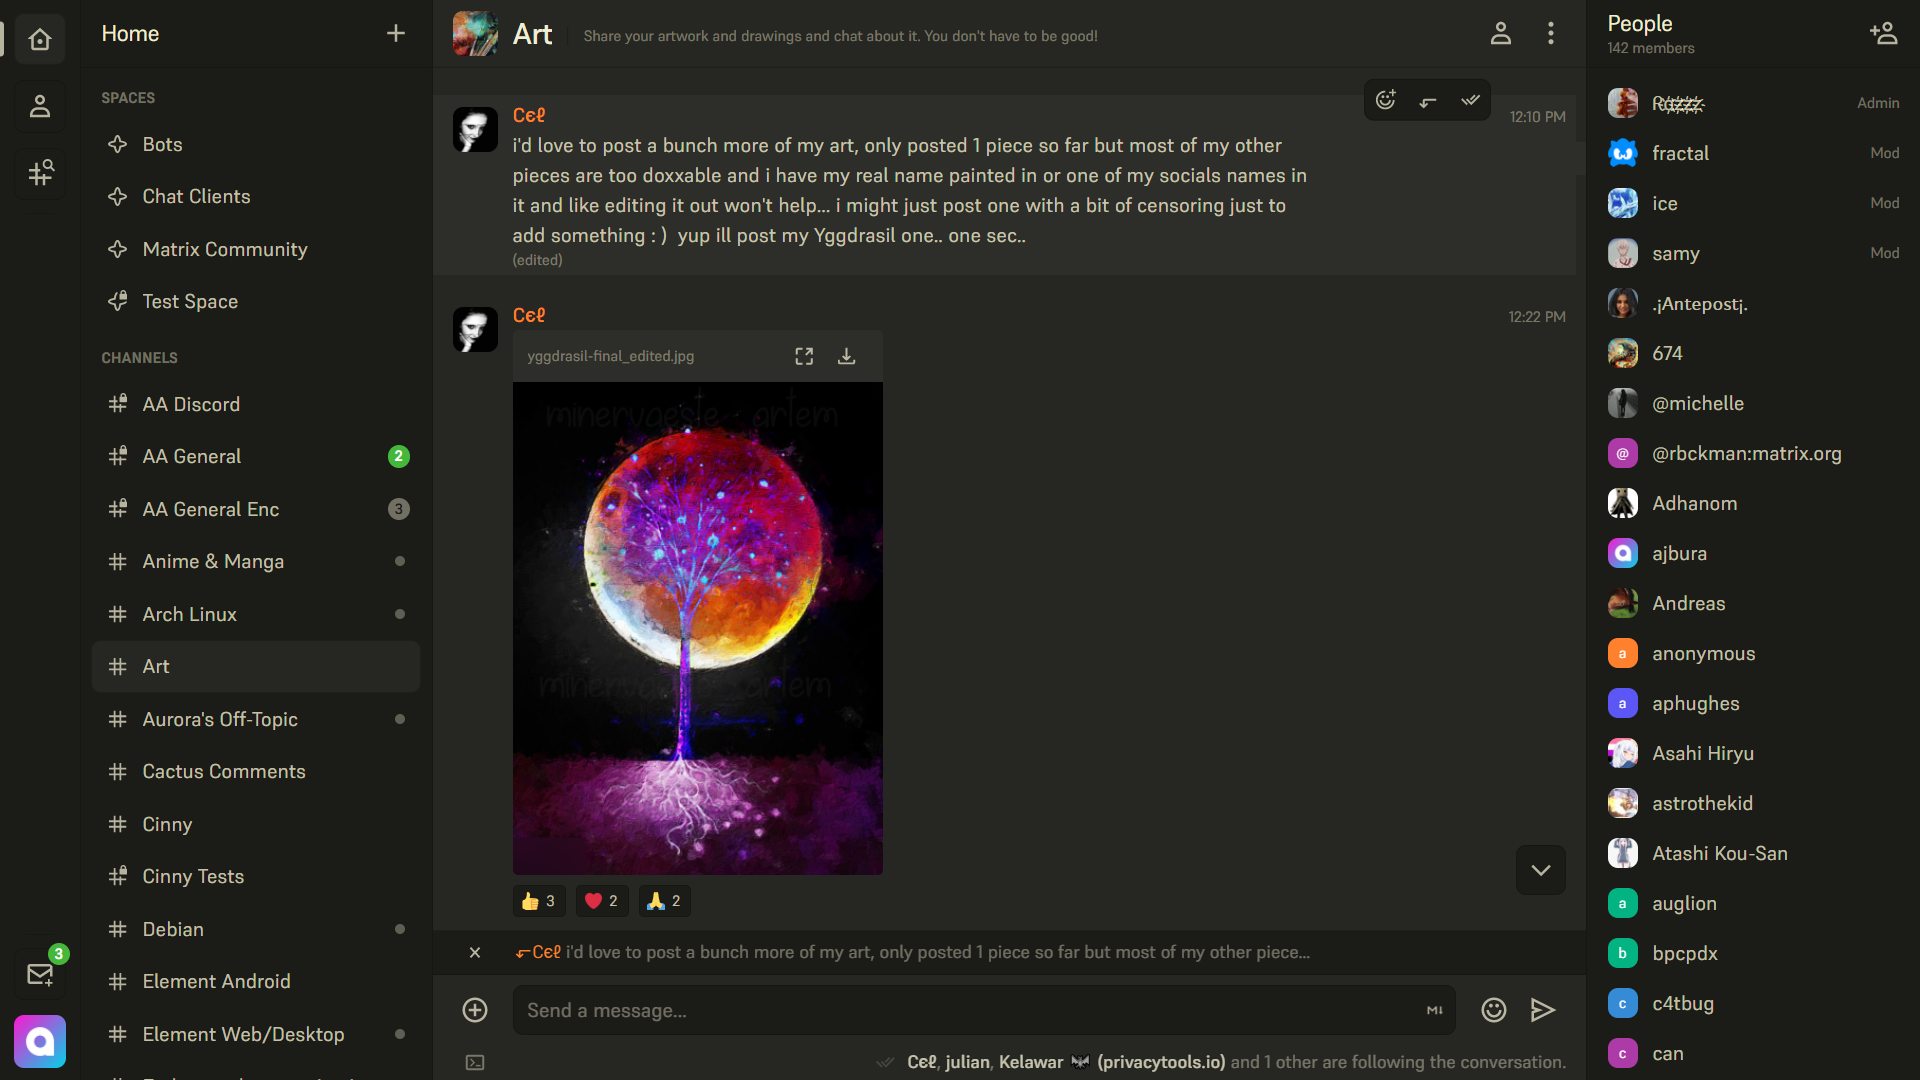 Home
SPACES
Bots
Chat Clients
Matrix Community
Test Space
CHANNELS
AA Discord
AA General
2
AA General Enc
3
Anime & Manga
Arch Linux
Art
Aurora's Off-Topic
Cactus Comments
Cinny
Cinny Tests
Debian
Element Android
Element Web/Desktop
3
Art
Share your artwork and drawings and chat about it. You don't have to be good!
Cєℓ
12:10 PM
i'd love to post a bunch more of my art, only posted 1 piece so far but most of my other
pieces are too doxxable and i have my real name painted in or one of my socials names in
it and like editing it out won't help... i might just post one with a bit of censoring just to
add something : )  yup ill post my Yggdrasil one.. one sec..
(edited)
Cєℓ
12:22 PM
yggdrasil-final_edited.jpg
artem
artem
3
2
2
Cєℓ i'd love to post a bunch more of my art, only posted 1 piece so far but most of my other piece...
Send a message...
M↓
Cєℓ, julian, Kelawar (privacytools.io) and 1 other are following the conversation.
People
142 members
Admin
fractal
Mod
ice
Mod
samy
Mod
.¡Antepost¡.
674
@michelle
@
@rbckman:matrix.org
Adhanom
ajbura
Andreas
a
anonymous
a
aphughes
Asahi Hiryu
astrothekid
Atashi Kou-San
a
auglion
b
bpcpdx
c
c4tbug
c
can